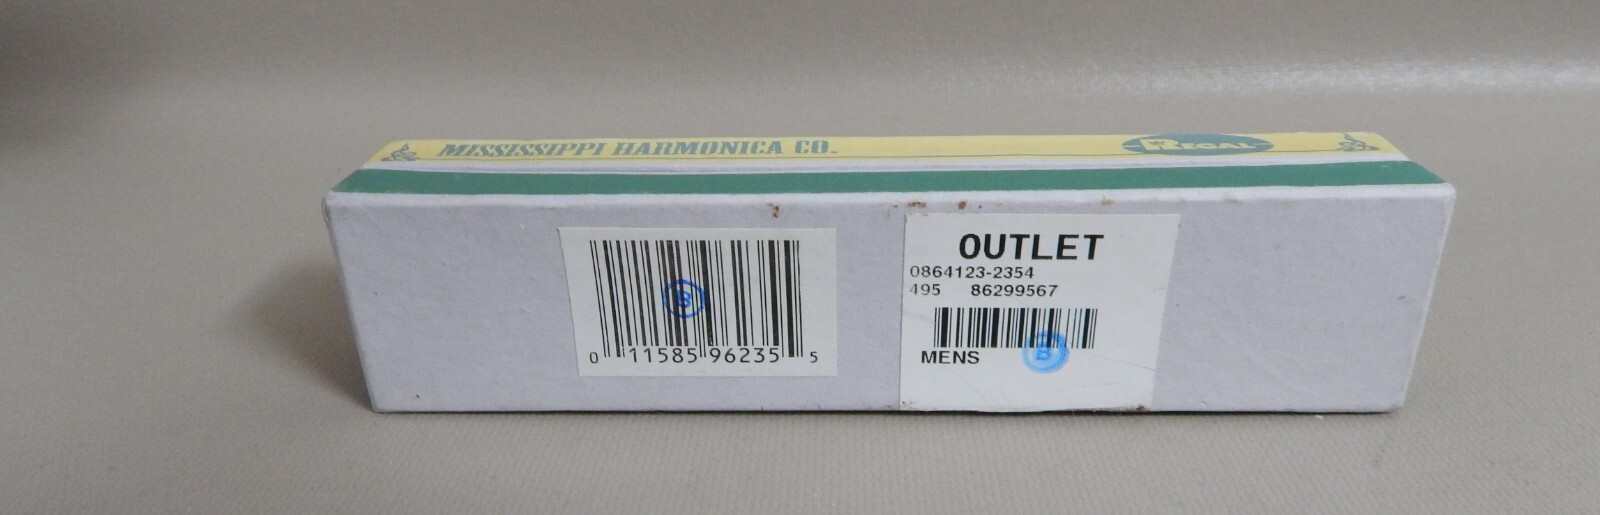 MISSISSIPPI HARMONICA CO.
REGAL
0 11585 96235 5
B
OUTLET
0864123-2354
495 86299567
MENS
B